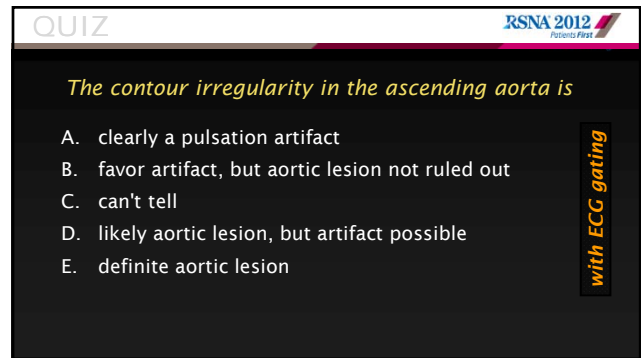 QUIZ
RSNA 2012
Patients First
The contour irregularity in the ascending aorta is
A. clearly a pulsation artifact
B. favor artifact, but aortic lesion not ruled out
C. can't tell
D. likely aortic lesion, but artifact possible
E. definite aortic lesion
with ECG gating